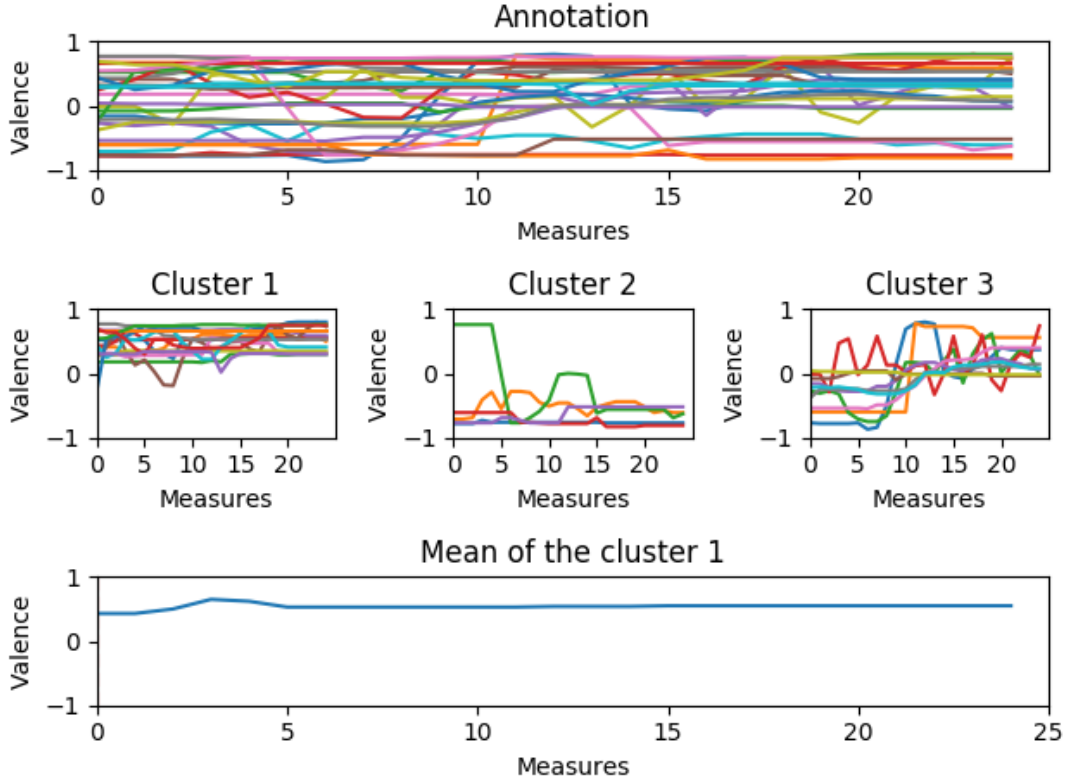 Annotation
1
0
−1
Valence
0 5 10 15 20
Measures
Cluster 1 Cluster 2 Cluster 3
1 1 1
0 0 0
−1 −1 −1
Valence Valence Valence
0 5 10 15 20 0 5 10 15 20 0 5 10 15 20
Measures Measures Measures
Mean of the cluster 1
1
0
−1
Valence
0 5 10 15 20 25
Measures